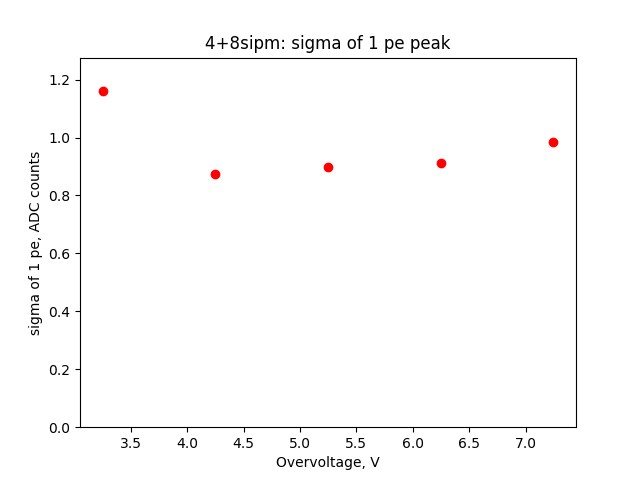 4+8sipm: sigma of 1 pe peak
1.2
1.0
0.8
0.6
0.4
0.2
0.0
sigma of 1 pe, ADC counts
3.5 4.0 4.5 5.0 5.5 6.0 6.5 7.0
Overvoltage, V